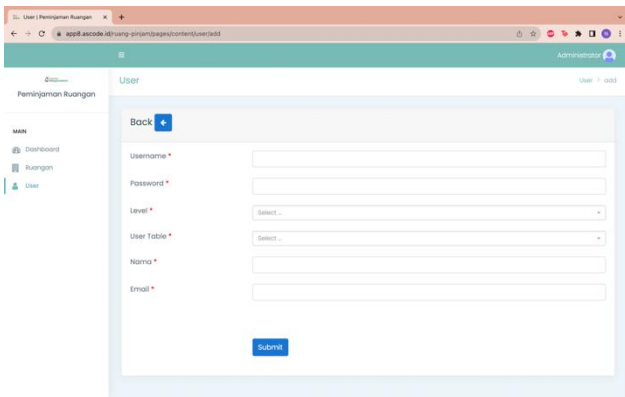 User | Peminjaman Ruangan
app8.ascode.id/ruang-pinjam/pages/content/user/add
Administrator
Peminjaman Ruangan
User
User > add
MAIN
Dashboard
Ruangan
User
Back
Username *
Password *
Level *
Select ...
User Table *
Select ...
Nama *
Email *
Submit